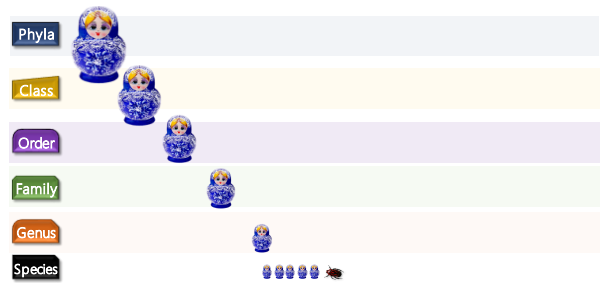 Phyla
Class
Order
Family
Genus
Species